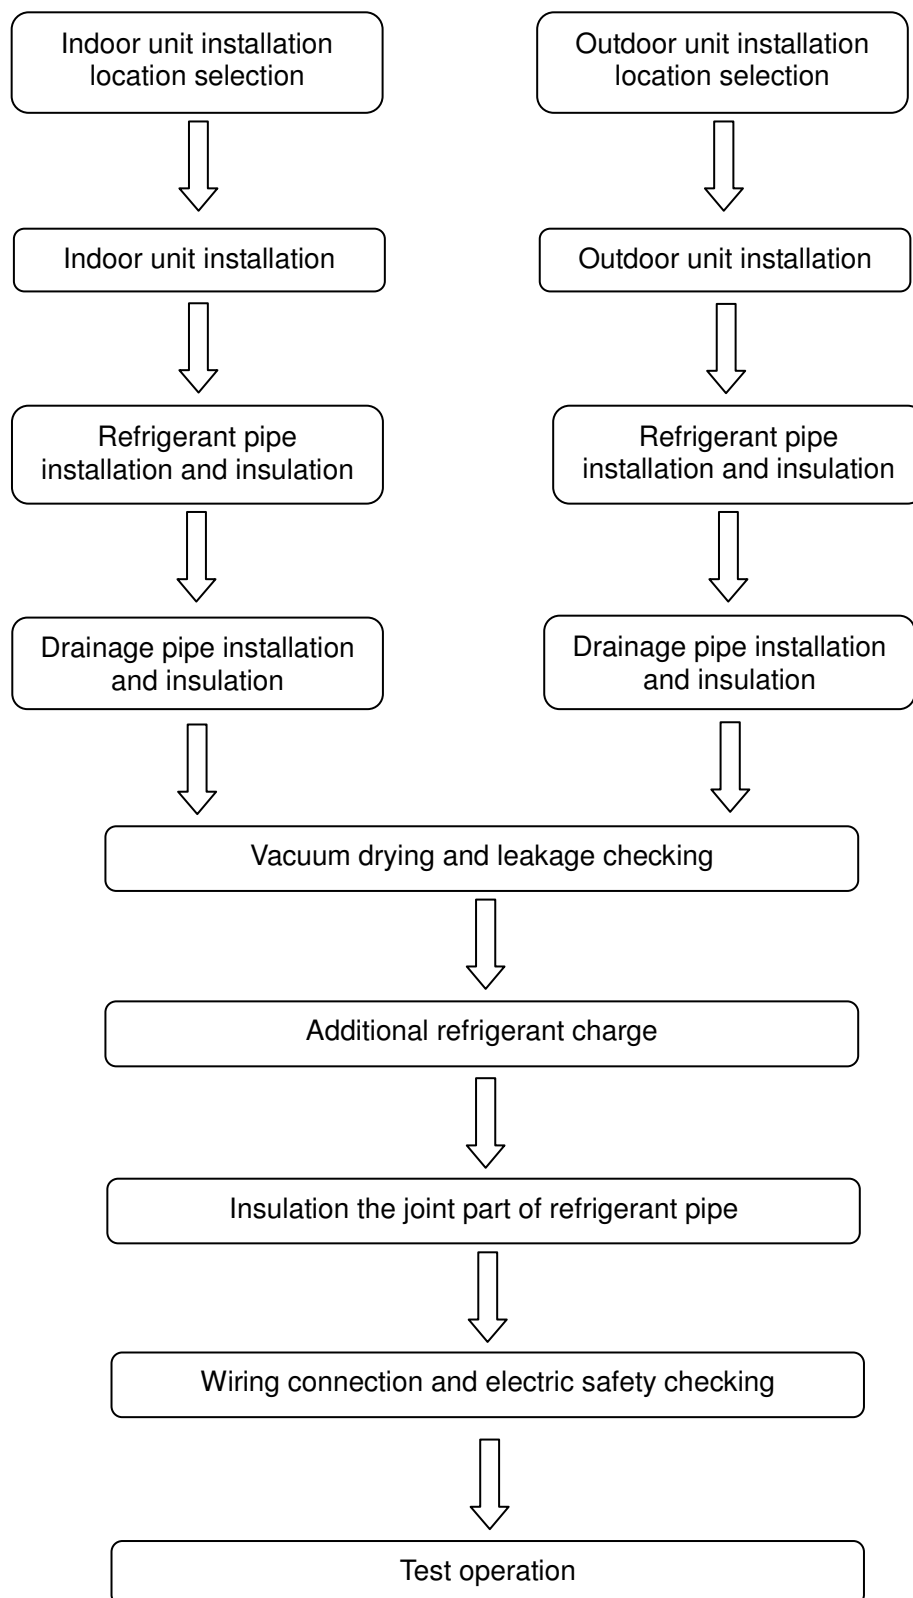 Indoor unit installation
location selection
Outdoor unit installation
location selection
Indoor unit installation
Outdoor unit installation
Refrigerant pipe
installation and insulation
Refrigerant pipe
installation and insulation
Drainage pipe installation
and insulation
Drainage pipe installation
and insulation
Vacuum drying and leakage checking
Additional refrigerant charge
Insulation the joint part of refrigerant pipe
Wiring connection and electric safety checking
Test operation